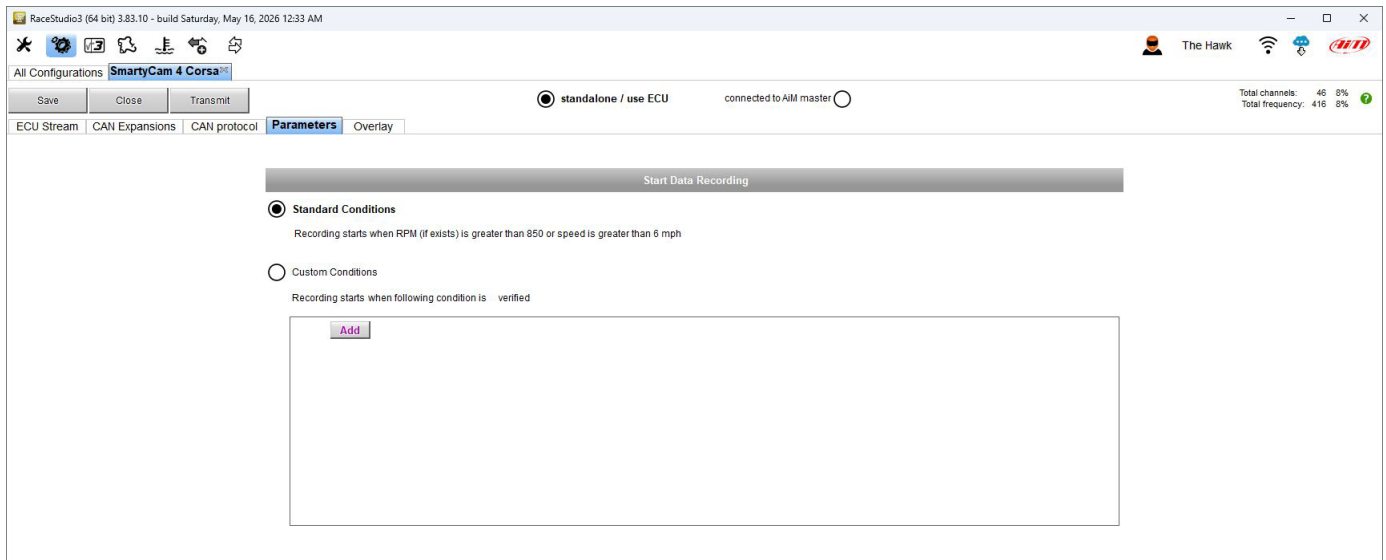 RaceStudio3 (64 bit) 3.83.10 - build Saturday, May 16, 2026 12:33 AM
The Hawk
AiM
All Configurations SmartyCam 4 Corsa
Save Close Transmit standalone / use ECU connected to AiM master Total channels: 46 8%
Total frequency: 416 8%
ECU Stream CAN Expansions CAN protocol Parameters Overlay
Start Data Recording
Standard Conditions
Recording starts when RPM (if exists) is greater than 850 or speed is greater than 6 mph
Custom Conditions
Recording starts when following condition is verified
Add